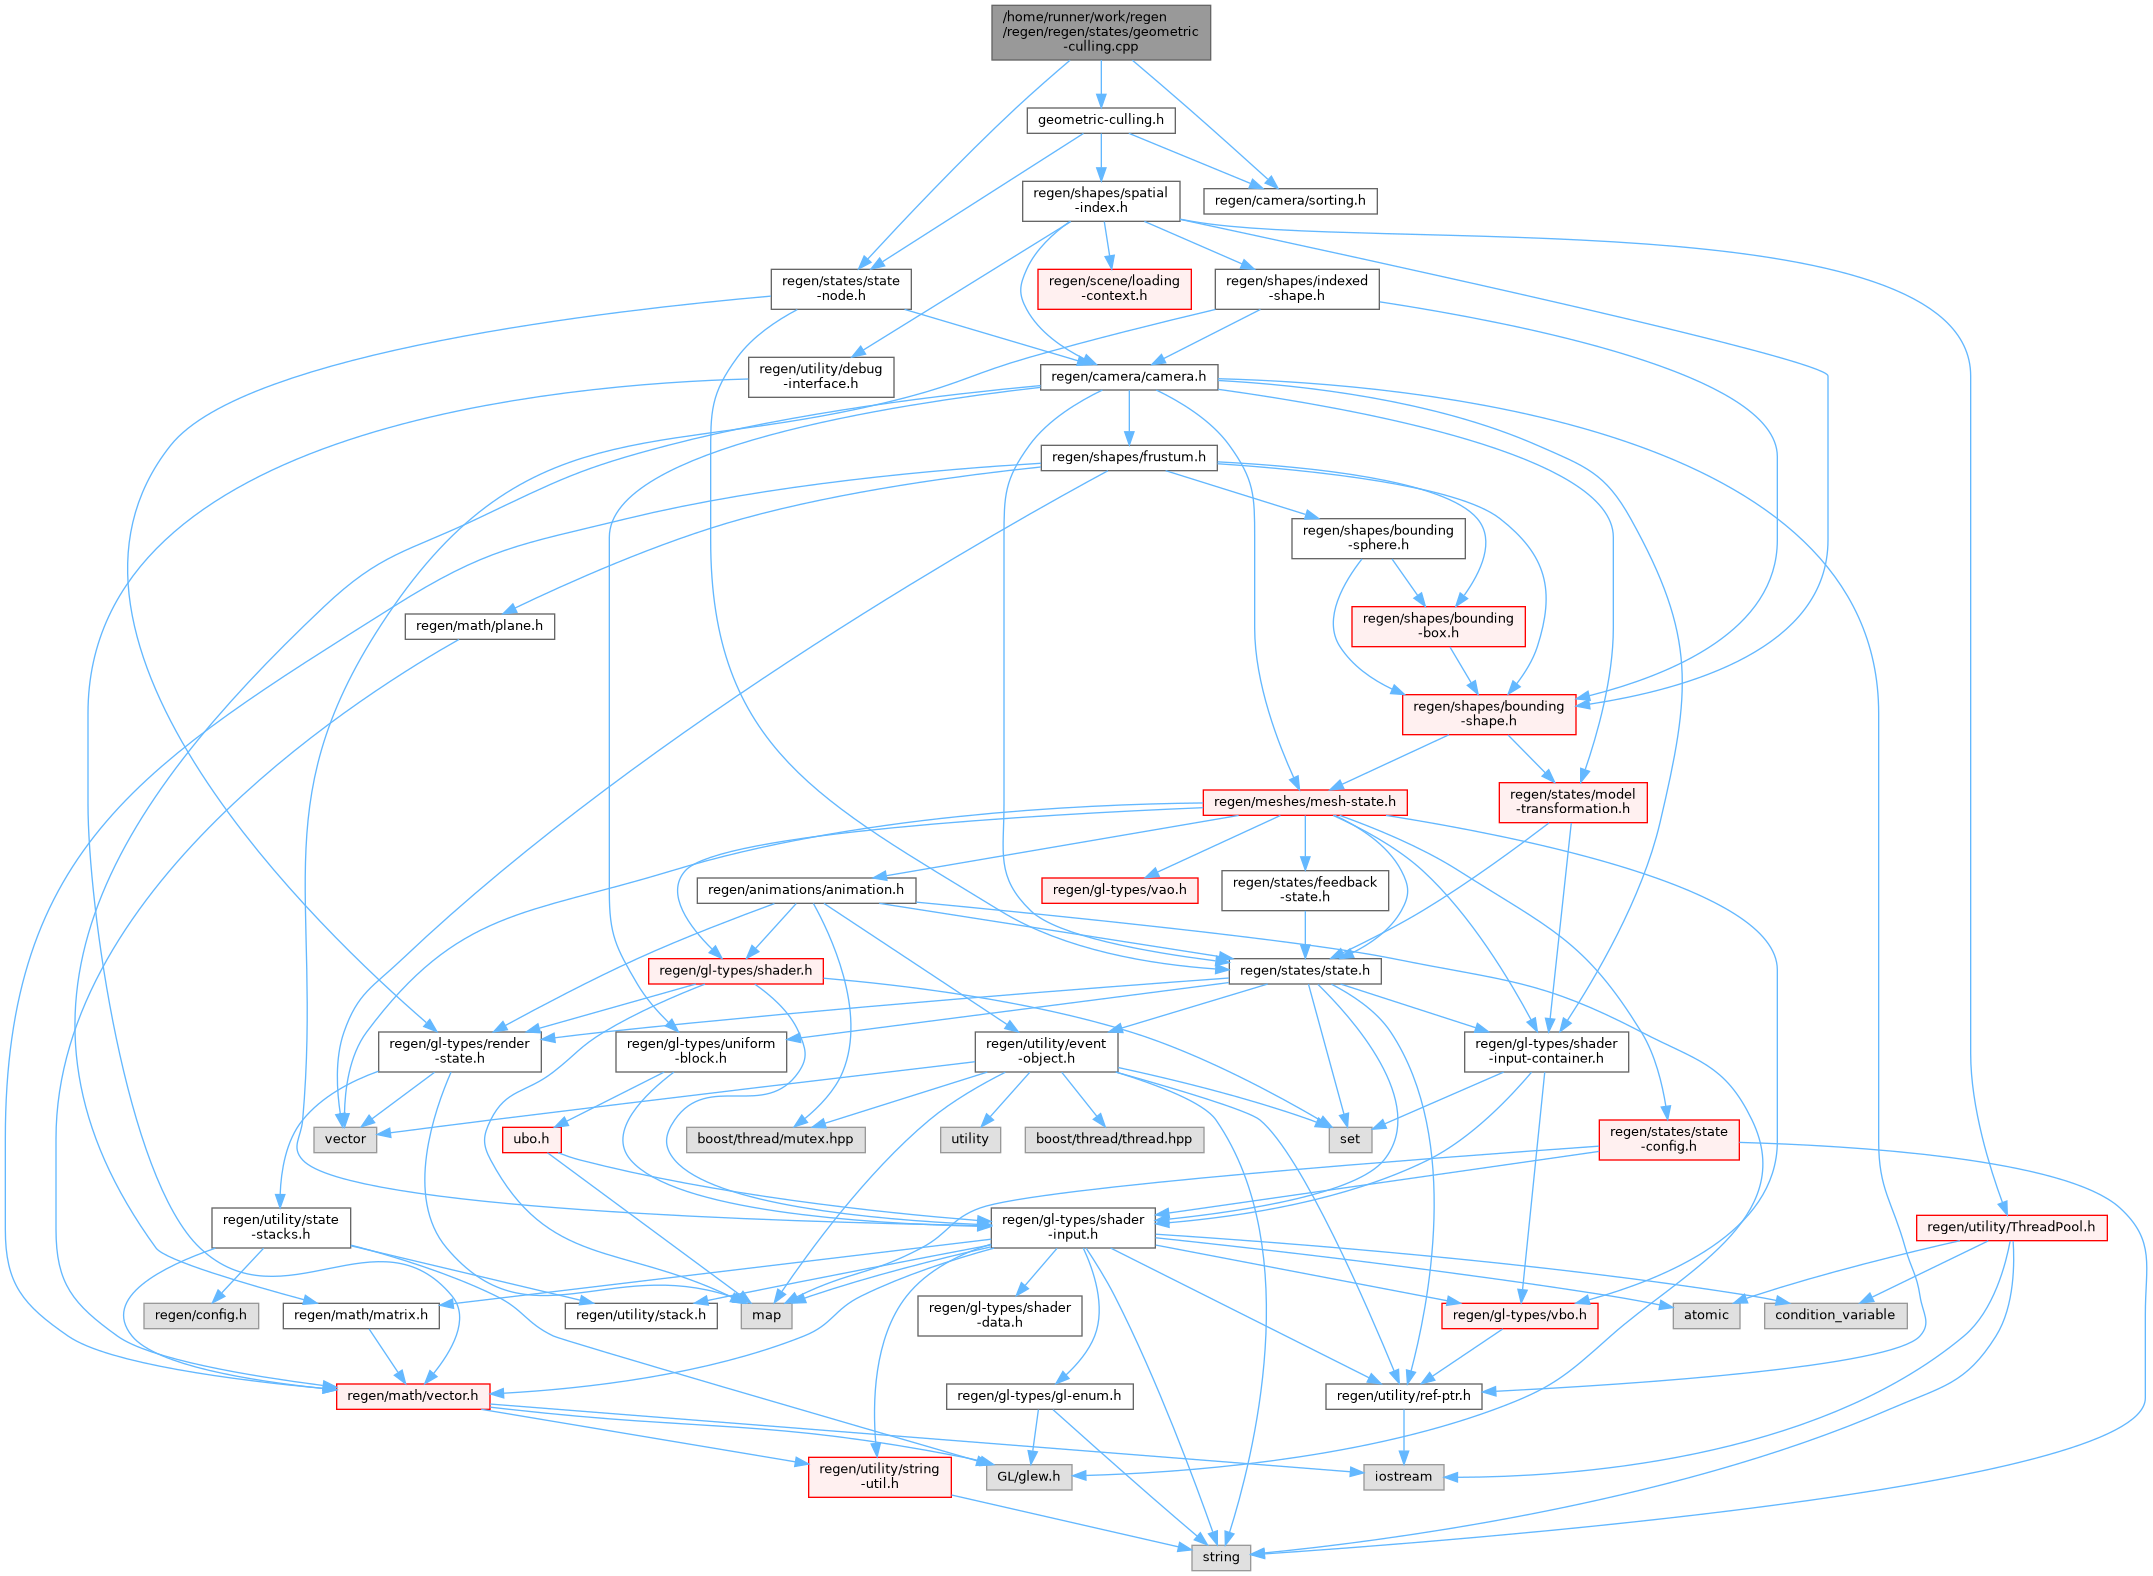 /home/runner/work/regen
/regen/regen/states/geometric
-culling.cpp
geometric-culling.h
regen/shapes/spatial
-index.h
regen/camera/sorting.h
regen/states/state
-node.h
regen/scene/loading
-context.h
regen/shapes/indexed
-shape.h
regen/utility/debug
-interface.h
regen/camera/camera.h
regen/shapes/frustum.h
regen/shapes/bounding
-sphere.h
regen/math/plane.h
regen/shapes/bounding
-box.h
regen/shapes/bounding
-shape.h
regen/meshes/mesh-state.h
regen/states/model
-transformation.h
regen/animations/animation.h
regen/gl-types/vao.h
regen/states/feedback
-state.h
regen/gl-types/shader.h
regen/states/state.h
regen/gl-types/render
-state.h
regen/gl-types/uniform
-block.h
regen/utility/event
-object.h
regen/gl-types/shader
-input-container.h
vector
ubo.h
boost/thread/mutex.hpp
utility
boost/thread/thread.hpp
set
regen/states/state
-config.h
regen/utility/state
-stacks.h
regen/gl-types/shader
-input.h
regen/utility/ThreadPool.h
regen/config.h
regen/math/matrix.h
regen/utility/stack.h
map
regen/gl-types/shader
-data.h
regen/gl-types/vbo.h
atomic
condition_variable
regen/math/vector.h
regen/gl-types/gl-enum.h
regen/utility/ref-ptr.h
regen/utility/string
-util.h
GL/glew.h
iostream
string